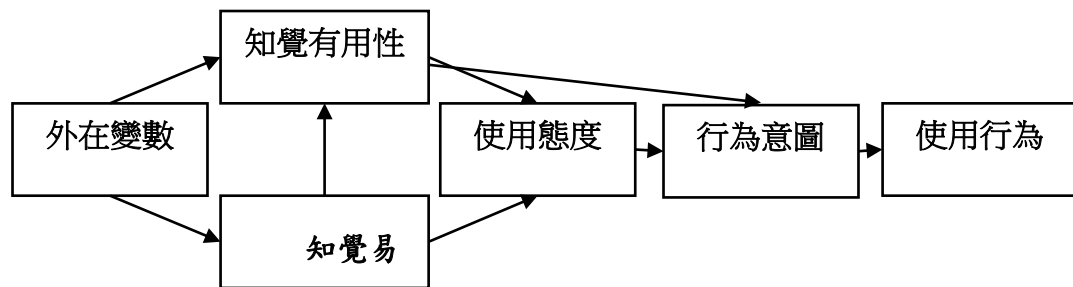 知覺有用性
外在變數
使用態度
行為意圖
使用行為
知覺易